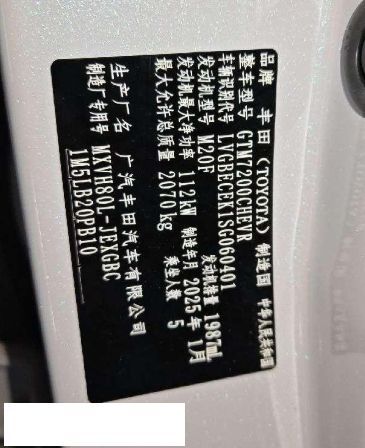 品牌 丰田（TOYOTA） 制造国 中华人民共和国
整车型号 GTM7200CHEVR
车辆识别代号 LVGBECEK1SG060401
发动机型号 M20F 发动机排量 1987mL
发动机最大净功率 112kW 制造年月 2025年1月
最大允许总质量 2070kg 乘坐人数 5
生产厂名 广汽丰田汽车有限公司
制造厂专用号 MXVH80L-JEXGBC
1M5LB20PB10